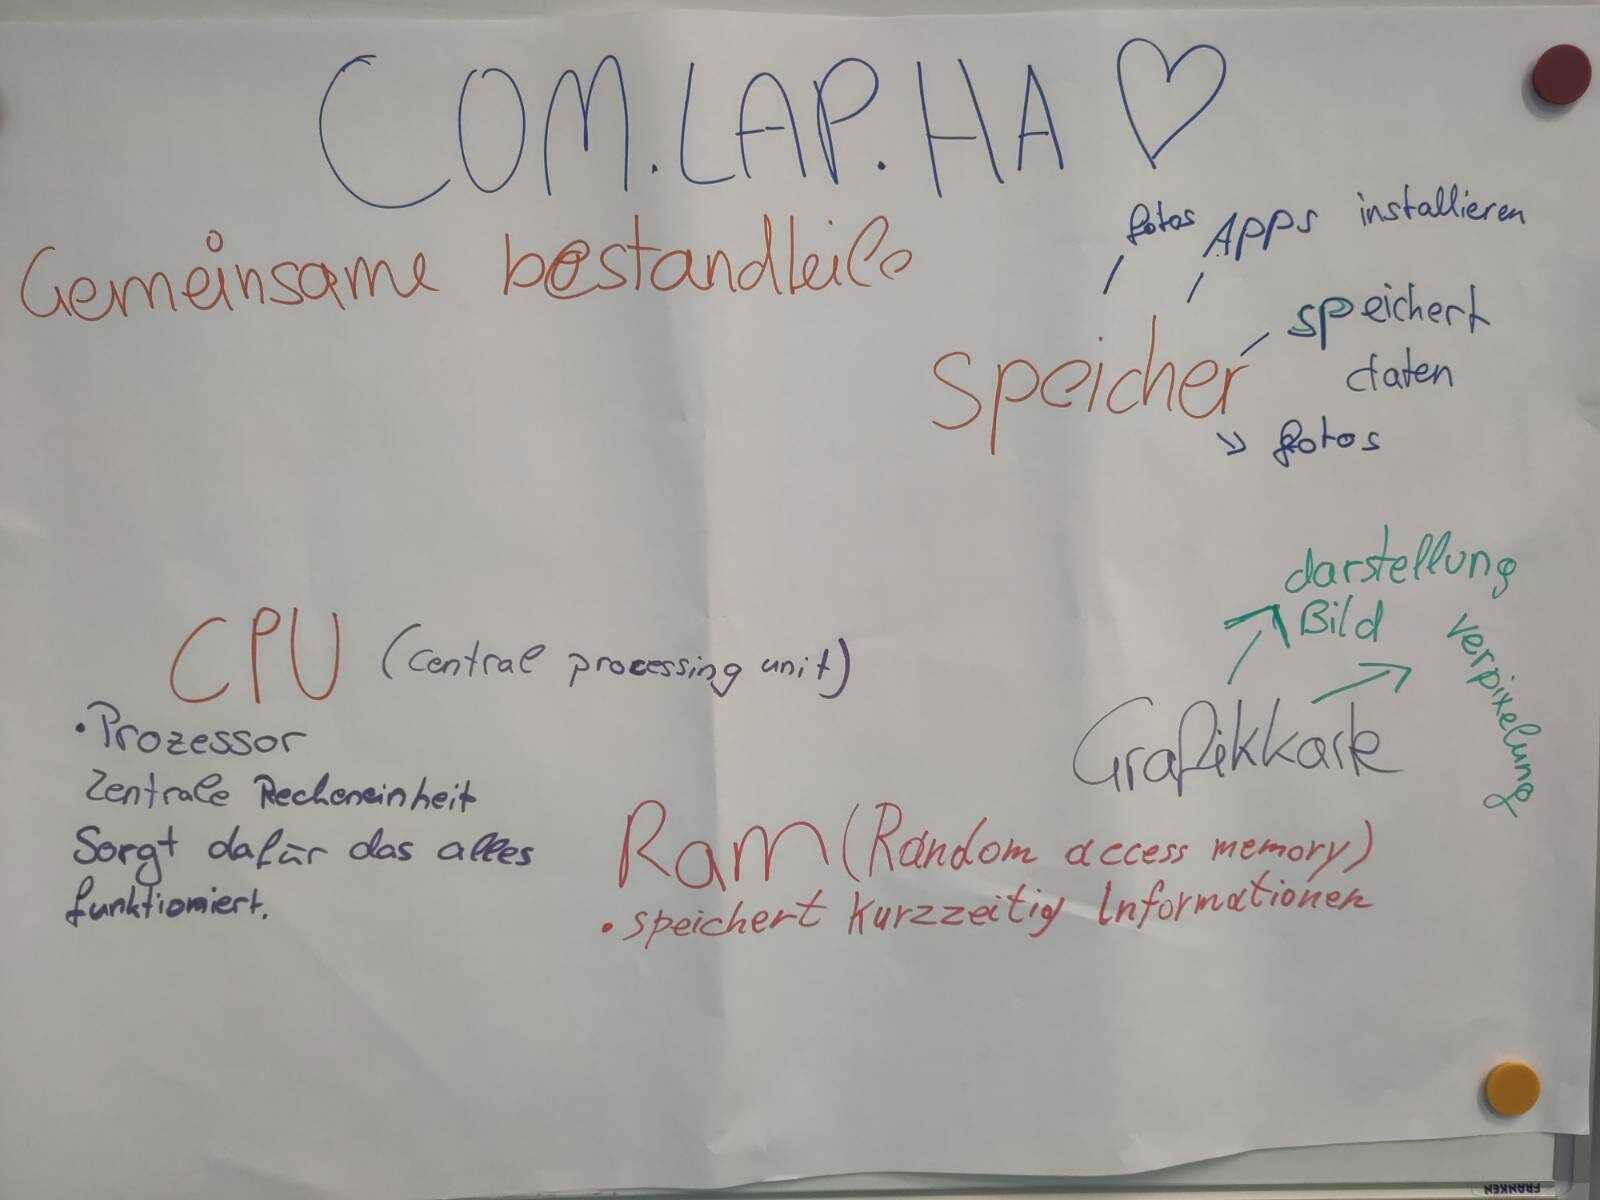 COM.LAP.HA
Gemeinsame bestandteile
fotos Apps installieren
Speicher
speichert
daten
fotos
darstellung
Bild
verpixelung
Grafikkarte
CPU (Central processing unit)
• Prozessor
Zentrale Recheneinheit
Sorgt dafür das alles
funktioniert.
Ram (Random access memory)
• speichert kurzzeitig Informationen
FRANKEN